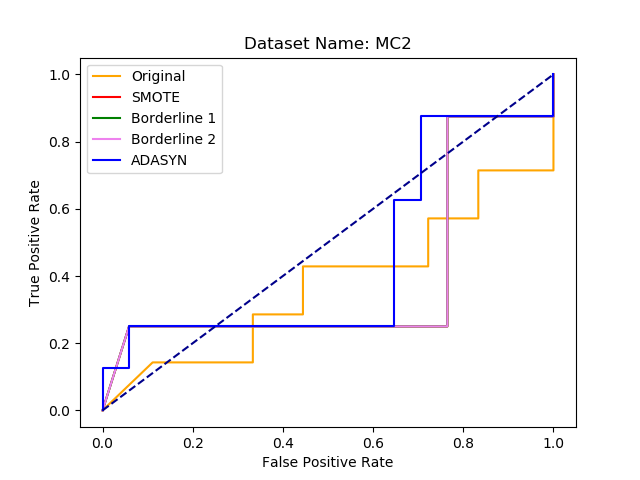 Dataset Name: MC2
Original
SMOTE
Borderline 1
Borderline 2
ADASYN
True Positive Rate
1.0
0.8
0.6
0.4
0.2
0.0
0.0 0.2 0.4 0.6 0.8 1.0
False Positive Rate